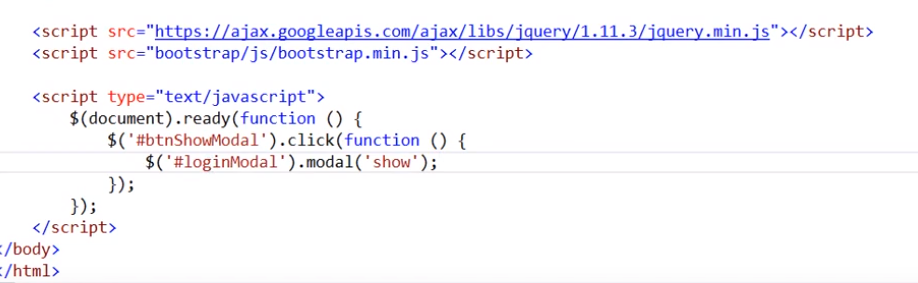 <script src="https://ajax.googleapis.com/ajax/libs/jquery/1.11.3/jquery.min.js"></script>
<script src="bootstrap/js/bootstrap.min.js"></script>
<script type="text/javascript">
$(document).ready(function () {
$('#btnShowModal').click(function () {
$('#loginModal').modal('show');
});
});
</script>
</body>
</html>